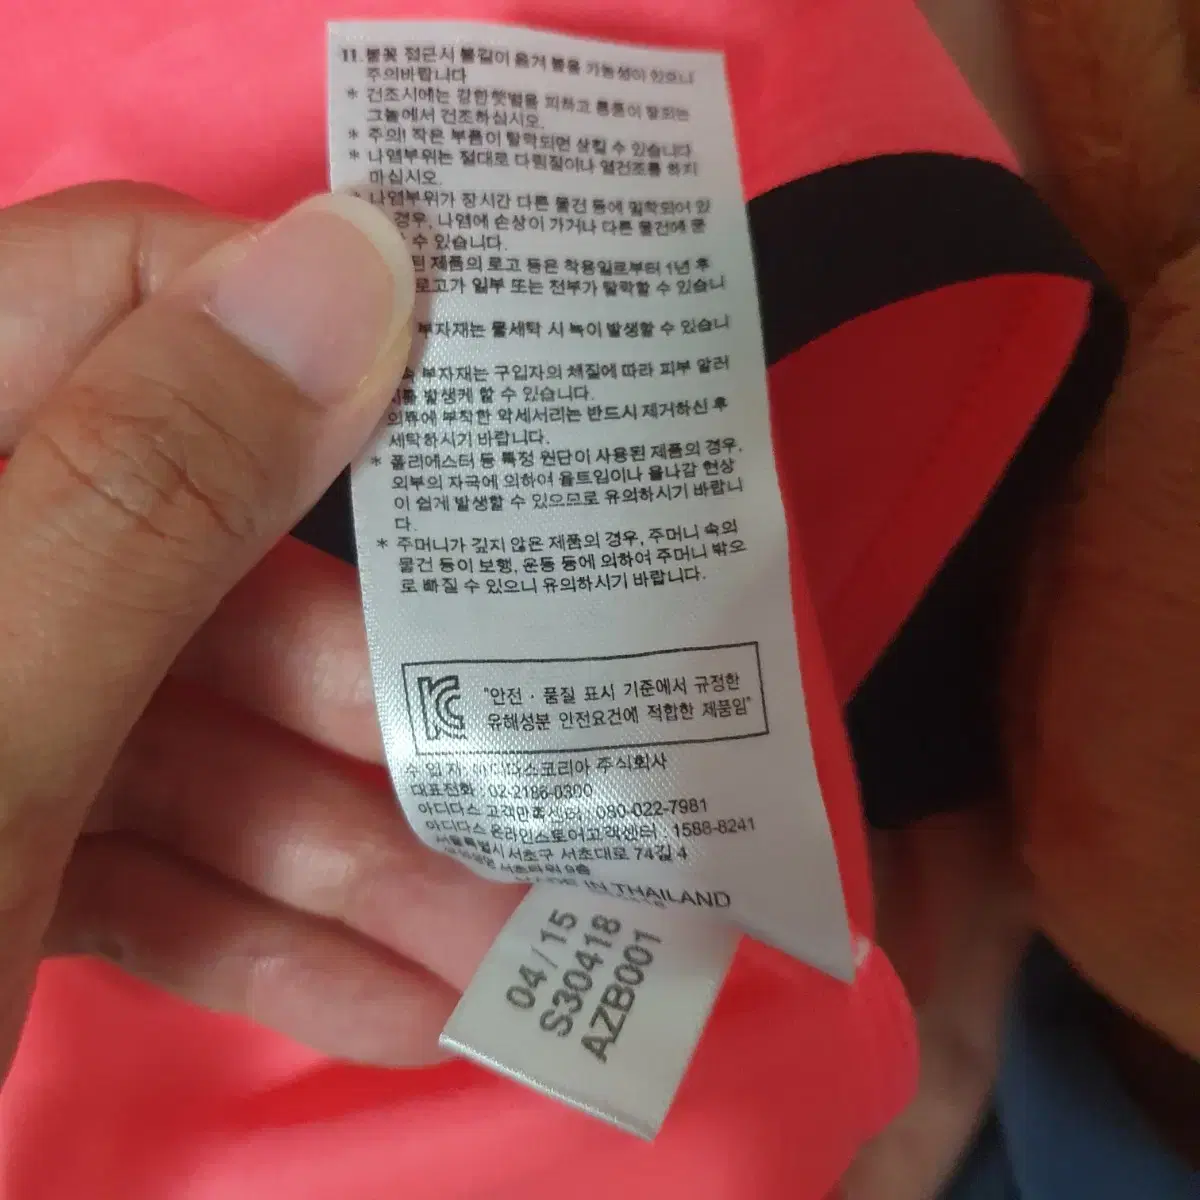 11. 불꽃 접근시 불길이 옮겨 붙을 가능성이 있으니
주의바랍니다
* 건조시에는 강한햇볕을 피하고 통풍이 잘되는
그늘에서 건조하십시오.
* 주의! 작은 부품이 탈락되면 삼킬 수 있습니다
* 나염부위는 절대로 다림질이나 열건조를 하지
마십시오.
* 나염부위가 장시간 다른 물건 등에 밀착되어 있
경우, 나염에 손상이 가거나 다른 물건에 묻
수 있습니다.
된 제품의 로고 등은 착용일로부터 1년 후
로고가 일부 또는 전부가 탈락할 수 있습니
부자재는 물세탁 시 녹이 발생할 수 있습니
속 부자재는 구입자의 체질에 따라 피부 알러
지를 발생케 할 수 있습니다.
의류에 부착한 악세서리는 반드시 제거하신 후
세탁하시기 바랍니다.
* 폴리에스터 등 특정 원단이 사용된 제품의 경우,
외부의 자극에 의하여 올트임이나 올나감 현상
이 쉽게 발생할 수 있으므로 유의하시기 바랍니
다.
* 주머니가 깊지 않은 제품의 경우, 주머니 속의
물건 등이 보행, 운동 등에 의하여 주머니 밖으
로 빠질 수 있으니 유의하시기 바랍니다.
KC
"안전 · 품질 표시 기준에서 규정한
유해성분 안전요건에 적합한 제품임"
수 입 자: 아디다스코리아 주식회사
대표전화 : 02-2186-0300
아디다스 고객만족센터 : 080-022-7981
아디다스 온라인스토어고객센터 : 1588-8241
서울특별시 서초구 서초대로 74길 4
서초타워 9층
MADE IN THAILAND
04/15
S30418
AZB001